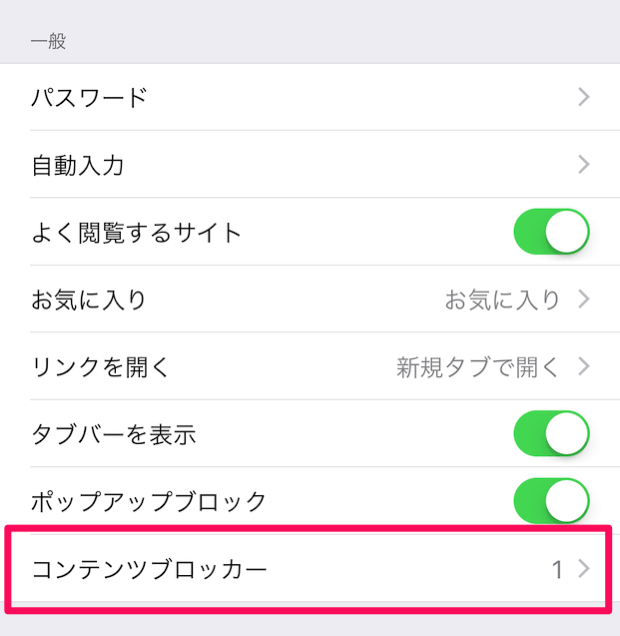 一般
パスワード
自動入力
よく閲覧するサイト
お気に入り お気に入り
リンクを開く 新規タブで開く
タブバーを表示
ポップアップブロック
コンテンツブロッカー 1